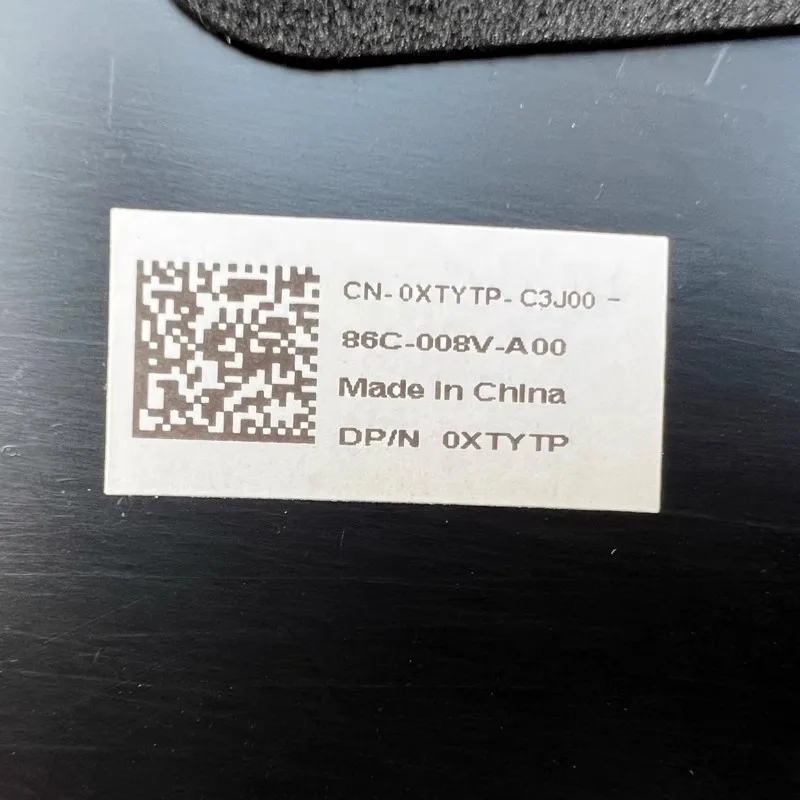 CN-0XTYTP-C3J00-
86C-008V-A00
Made In China
DP/N 0XTYTP